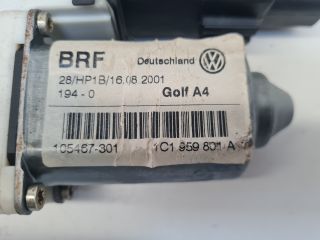 BRF Deutschland
28/HP1B/16.08.2001
194-0 Golf A4
105467-301 1C1 959 801 A